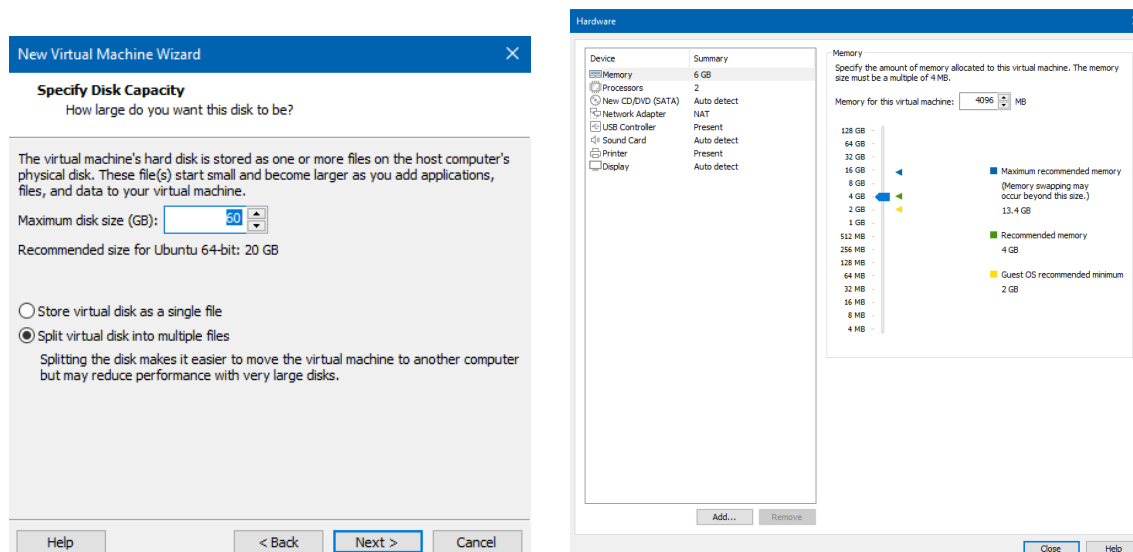 New Virtual Machine Wizard
Specify Disk Capacity
How large do you want this disk to be?
The virtual machine's hard disk is stored as one or more files on the host computer's
physical disk. These file(s) start small and become larger as you add applications,
files, and data to your virtual machine.
Maximum disk size (GB): 60
Recommended size for Ubuntu 64-bit: 20 GB
Store virtual disk as a single file
Split virtual disk into multiple files
Splitting the disk makes it easier to move the virtual machine to another computer
but may reduce performance with very large disks.
Help < Back Next > Cancel
Hardware
Device Summary
Memory 6 GB
Processors 2
New CD/DVD (SATA) Auto detect
Network Adapter NAT
USB Controller Present
Sound Card Auto detect
Printer Present
Display Auto detect
Add... Remove
Memory
Specify the amount of memory allocated to this virtual machine. The memory
size must be a multiple of 4 MB.
Memory for this virtual machine: 4096 MB
128 GB
64 GB
32 GB
16 GB
8 GB
4 GB
2 GB
1 GB
512 MB
256 MB
128 MB
64 MB
32 MB
16 MB
8 MB
4 MB
Maximum recommended memory
(Memory swapping may
occur beyond this size.)
13.4 GB
Recommended memory
4 GB
Guest OS recommended minimum
2 GB
Close Help